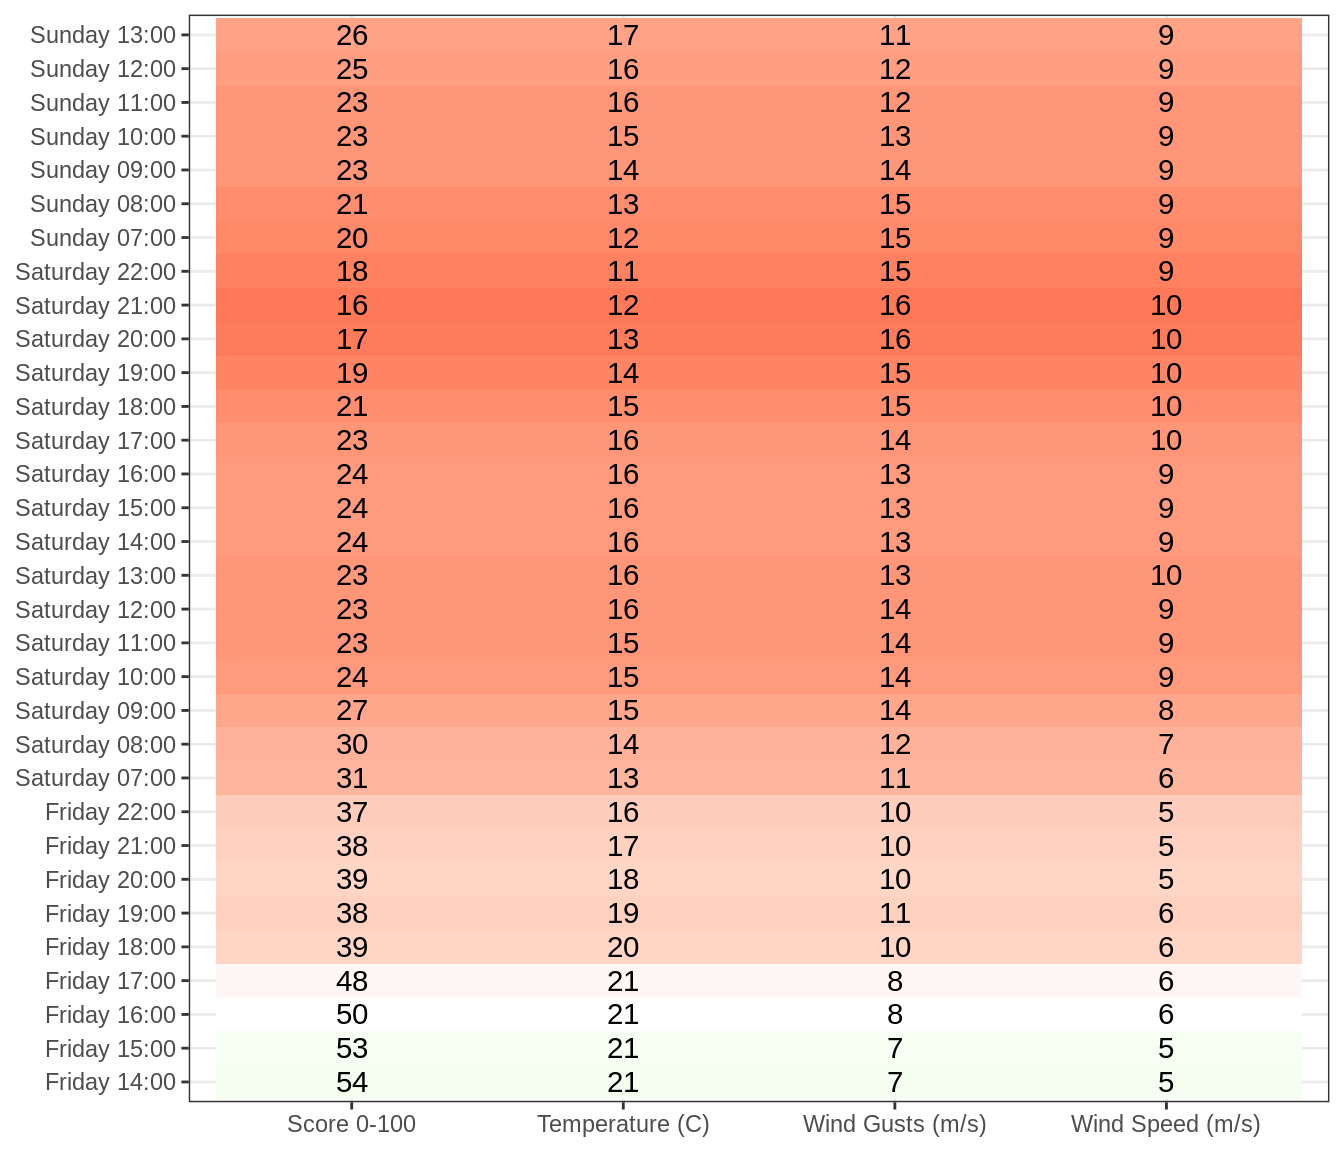 Sunday 13:00 26 17 11 9
Sunday 12:00 25 16 12 9
Sunday 11:00 23 16 12 9
Sunday 10:00 23 15 13 9
Sunday 09:00 23 14 14 9
Sunday 08:00 21 13 15 9
Sunday 07:00 20 12 15 9
Saturday 22:00 18 11 15 9
Saturday 21:00 16 12 16 10
Saturday 20:00 17 13 16 10
Saturday 19:00 19 14 15 10
Saturday 18:00 21 15 15 10
Saturday 17:00 23 16 14 10
Saturday 16:00 24 16 13 9
Saturday 15:00 24 16 13 9
Saturday 14:00 24 16 13 9
Saturday 13:00 23 16 13 10
Saturday 12:00 23 16 14 9
Saturday 11:00 23 15 14 9
Saturday 10:00 24 15 14 9
Saturday 09:00 27 15 14 8
Saturday 08:00 30 14 12 7
Saturday 07:00 31 13 11 6
Friday 22:00 37 16 10 5
Friday 21:00 38 17 10 5
Friday 20:00 39 18 10 5
Friday 19:00 38 19 11 6
Friday 18:00 39 20 10 6
Friday 17:00 48 21 8 6
Friday 16:00 50 21 8 6
Friday 15:00 53 21 7 5
Friday 14:00 54 21 7 5
Score 0-100 Temperature (C) Wind Gusts (m/s) Wind Speed (m/s)